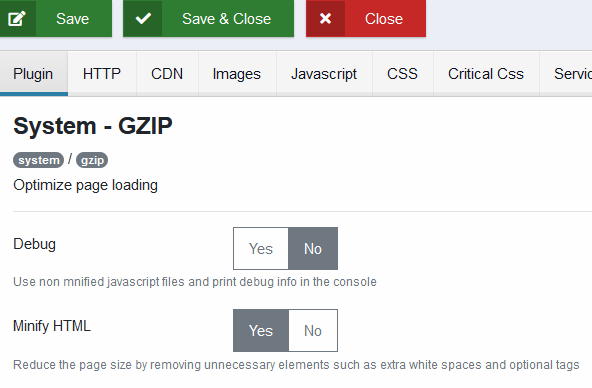 Save Save & Close Close
Plugin HTTP CDN Images Javascript CSS Critical Css Servic
System - GZIP
system / gzip
Optimize page loading
Debug Yes No
Use non mnified javascript files and print debug info in the console
Minify HTML Yes No
Reduce the page size by removing unnecessary elements such as extra white spaces and optional tags